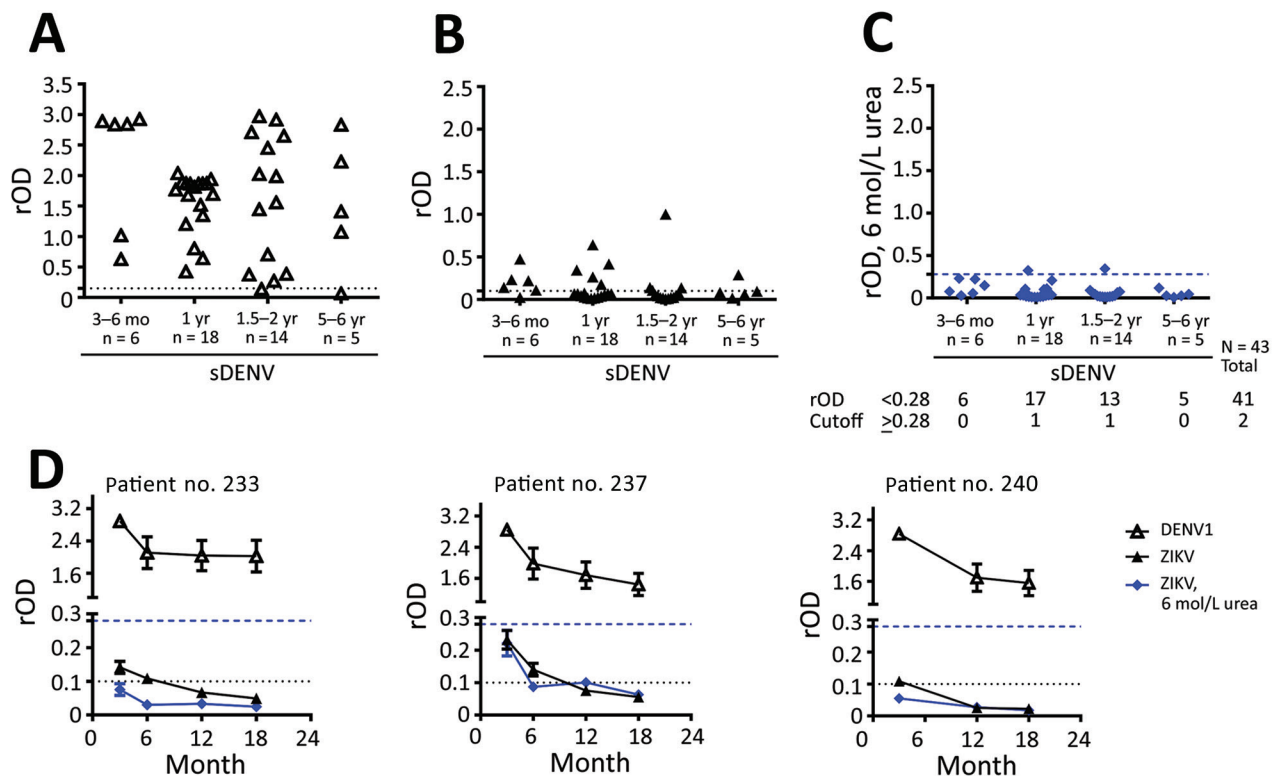 A
B
C
3.5
3.0
2.5
2.0
1.5
1.0
0.5
0
rOD
3–6 mo
n = 6
1 yr
n = 18
1.5–2 yr
n =14
5–6 yr
n = 5
sDENV
2.5
2.0
1.5
1.0
0.5
0
rOD
3–6 mo
n = 6
1 yr
n = 18
1.5–2 yr
n =14
5–6 yr
n = 5
sDENV
2.5
2.0
1.5
1.0
0.5
0
rOD, 6 mol/L urea
3–6 mo
n = 6
1 yr
n = 18
1.5–2 yr
n =14
5–6 yr
n = 5
N = 43
Total
sDENV
rOD <0.28 6 17 13 5 41
Cutoff ≥0.28 0 1 1 0 2
D
Patient no. 233
3.2
2.4
1.6
0.3
0.2
0.1
0
rOD
0 6 12 18 24
Month
Patient no. 237
3.2
2.4
1.6
0.3
0.2
0.1
0
rOD
0 6 12 18 24
Month
Patient no. 240
3.2
2.4
1.6
0.3
0.2
0.1
0
rOD
0 6 12 18 24
Month
DENV1
ZIKV
ZIKV,
6 mol/L urea